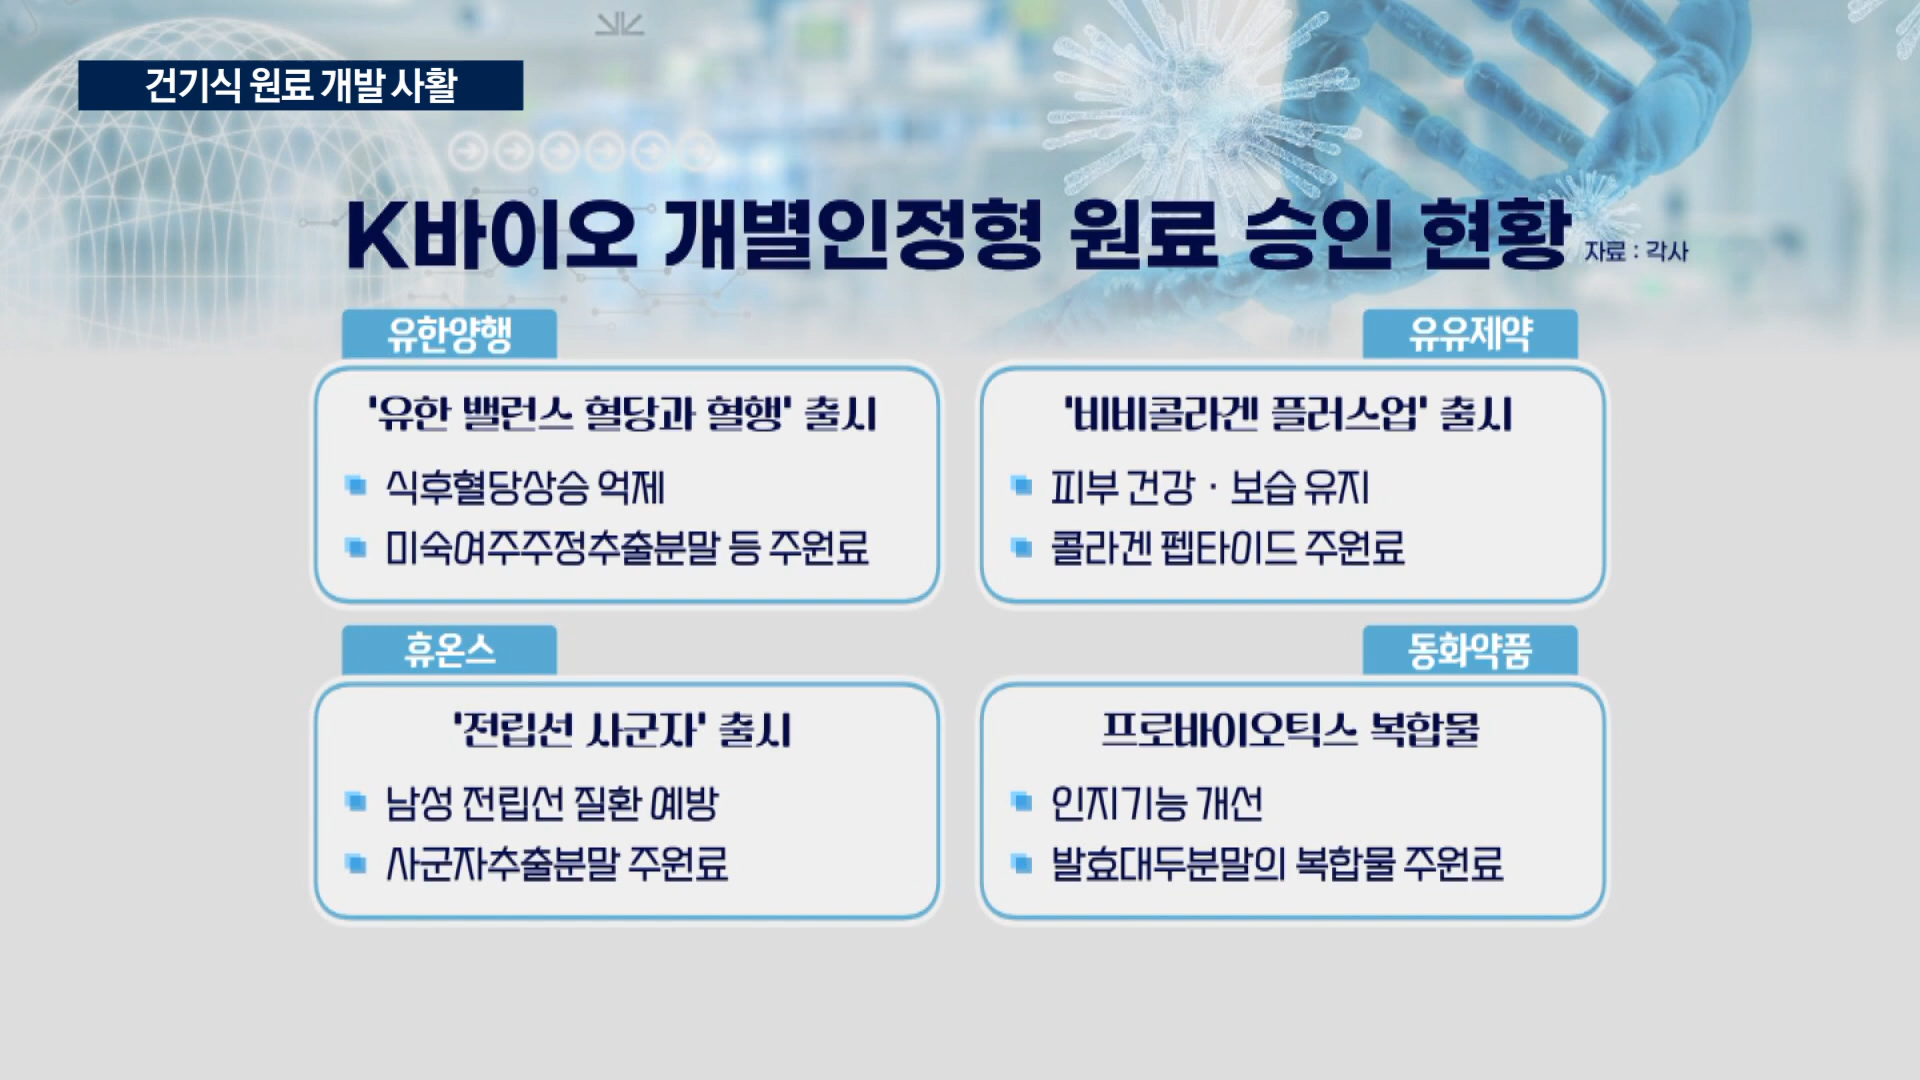 건기식 원료 개발 사활
K바이오 개별인정형 원료 승인 현황 자료 : 각사
유한양행
'유한 밸런스 혈당과 혈행' 출시
식후혈당상승 억제
미숙여주주정추출분말 등 주원료
유유제약
'비비콜라겐 플러스업' 출시
피부 건강 · 보습 유지
콜라겐 펩타이드 주원료
휴온스
'전립선 사군자' 출시
남성 전립선 질환 예방
사군자추출분말 주원료
동화약품
프로바이오틱스 복합물
인지기능 개선
발효대두분말의 복합물 주원료